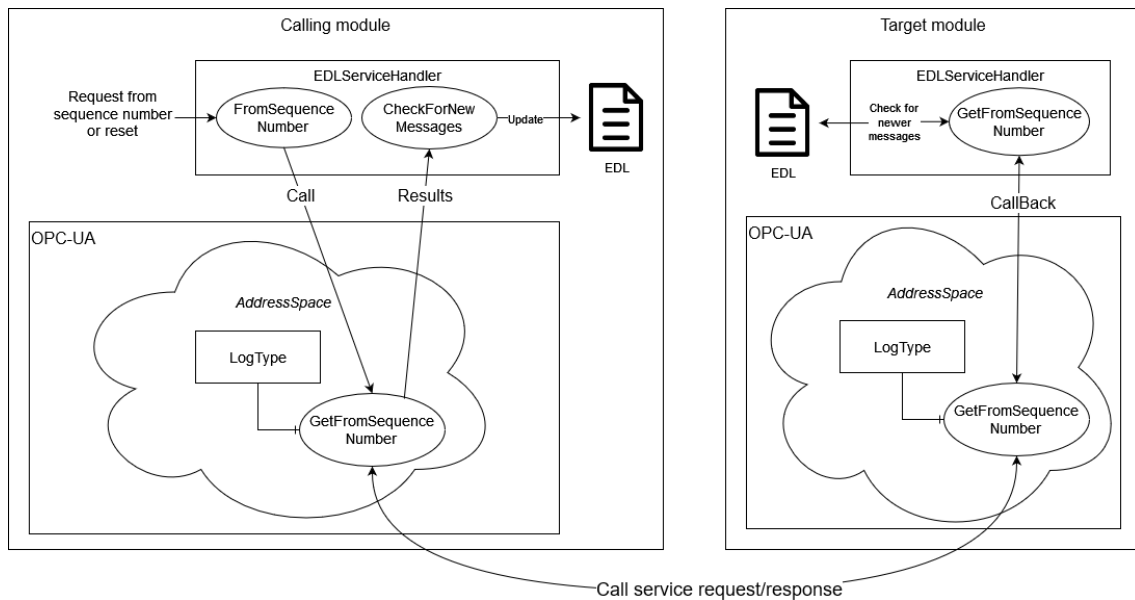 Calling module
EDLServiceHandler
Request from
sequence number
or reset
FromSequence
Number
CheckForNew
Messages
Update
EDL
Call
Results
OPC-UA
AddressSpace
LogType
GetFromSequence
Number
Target module
EDLServiceHandler
Check for
newer
messages
GetFromSequence
Number
EDL
CallBack
OPC-UA
AddressSpace
LogType
GetFromSequence
Number
Call service request/response